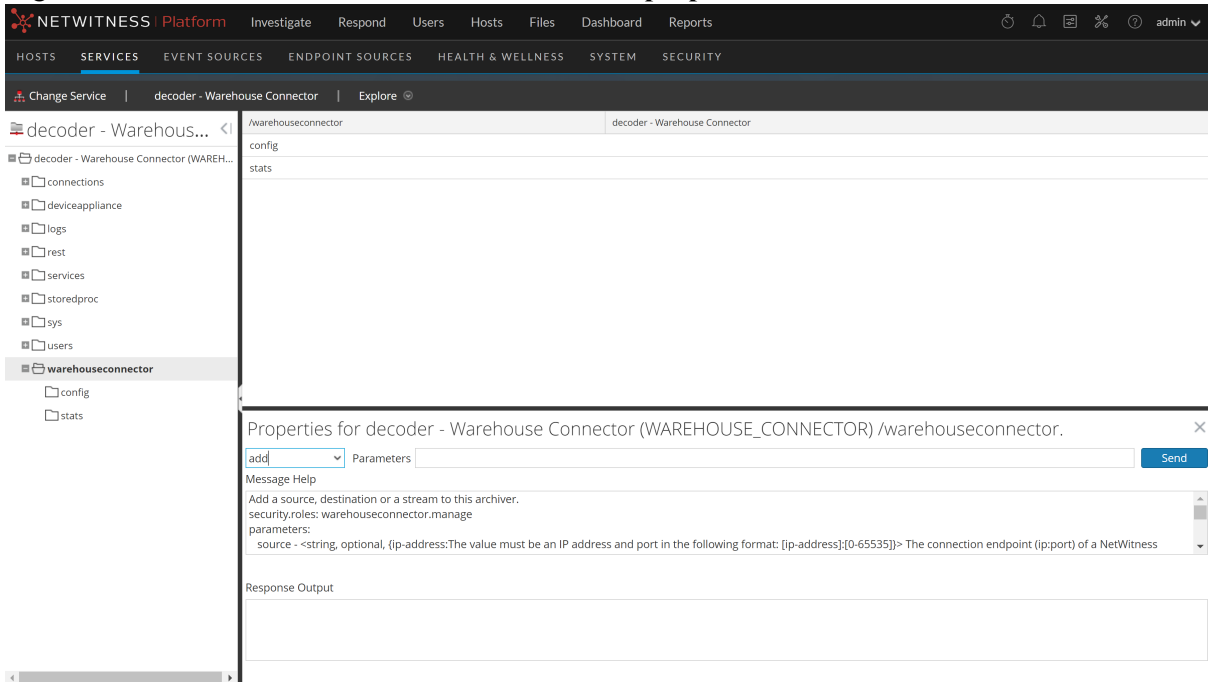 NETWITNESS | Platform Investigate Respond Users Hosts Files Dashboard Reports admin
HOSTS SERVICES EVENT SOURCES ENDPOINT SOURCES HEALTH & WELLNESS SYSTEM SECURITY
Change Service | decoder - Warehouse Connector | Explore
decoder - Warehous...
/warehouseconnector decoder - Warehouse Connector
config
stats
decoder - Warehouse Connector (WAREH...
connections
deviceappliance
logs
rest
services
storedproc
sys
users
warehouseconnector
config
stats
Properties for decoder - Warehouse Connector (WAREHOUSE_CONNECTOR) /warehouseconnector.
add Parameters Send
Message Help
Add a source, destination or a stream to this archiver.
security.roles: warehouseconnector.manage
parameters:
source - <string, optional, {ip-address:The value must be an IP address and port in the following format: [ip-address]:[0-65535]}> The connection endpoint (ip:port) of a NetWitness
Response Output